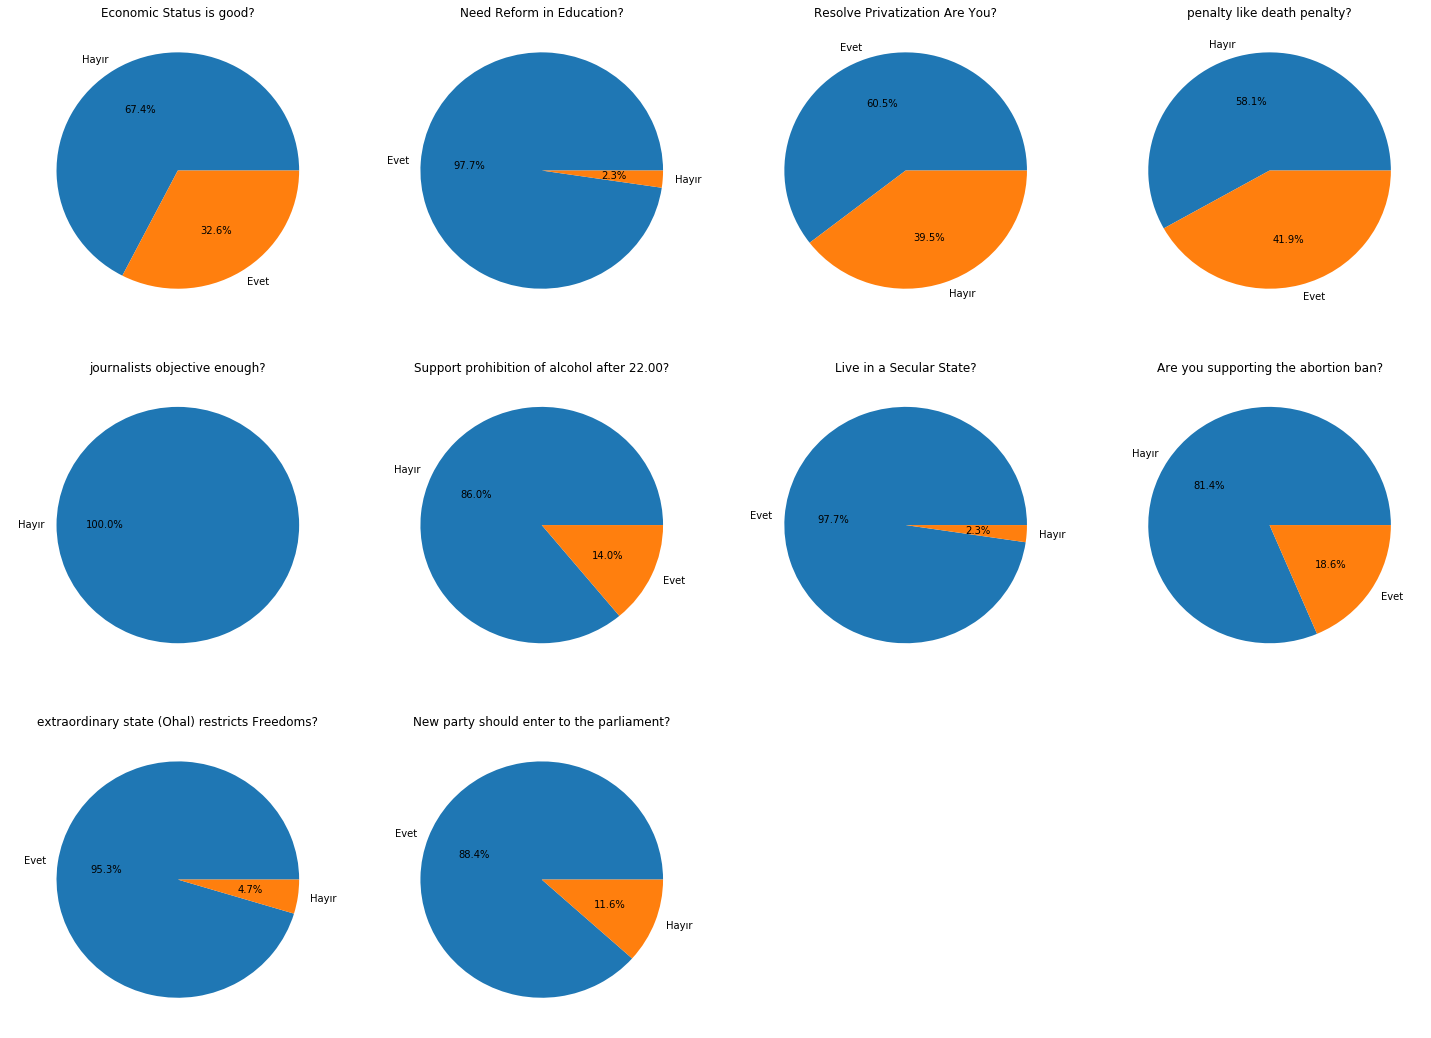 Economic Status is good?
Hayır
67.4%
32.6%
Evet
Need Reform in Education?
Evet
97.7%
2.3%
Hayır
Resolve Privatization Are You?
Evet
60.5%
39.5%
Hayır
penalty like death penalty?
Hayır
58.1%
41.9%
Evet
journalists objective enough?
Hayır
100.0%
Support prohibition of alcohol after 22.00?
Hayır
86.0%
14.0%
Evet
Live in a Secular State?
Evet
97.7%
2.3%
Hayır
Are you supporting the abortion ban?
Hayır
81.4%
18.6%
Evet
extraordinary state (Ohal) restricts Freedoms?
Evet
95.3%
4.7%
Hayır
New party should enter to the parliament?
Evet
88.4%
11.6%
Hayır